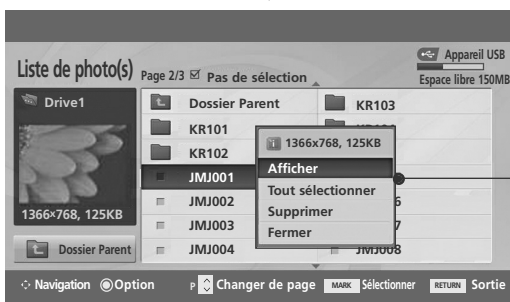 Appareil USB
Liste de photo(s) Page 2/3 Pas de sélection Espace libre 150MB
Drive1
1366×768, 125KB
Dossier Parent
Dossier Parent KR103
KR101
KR102
JMJ001
JMJ002
JMJ003
JMJ004 JMJ008
1366x768, 125KB
Afficher
Tout sélectionner
Supprimer
Fermer
Navigation Option P Changer de page MARK Sélectionner RETURN Sortie